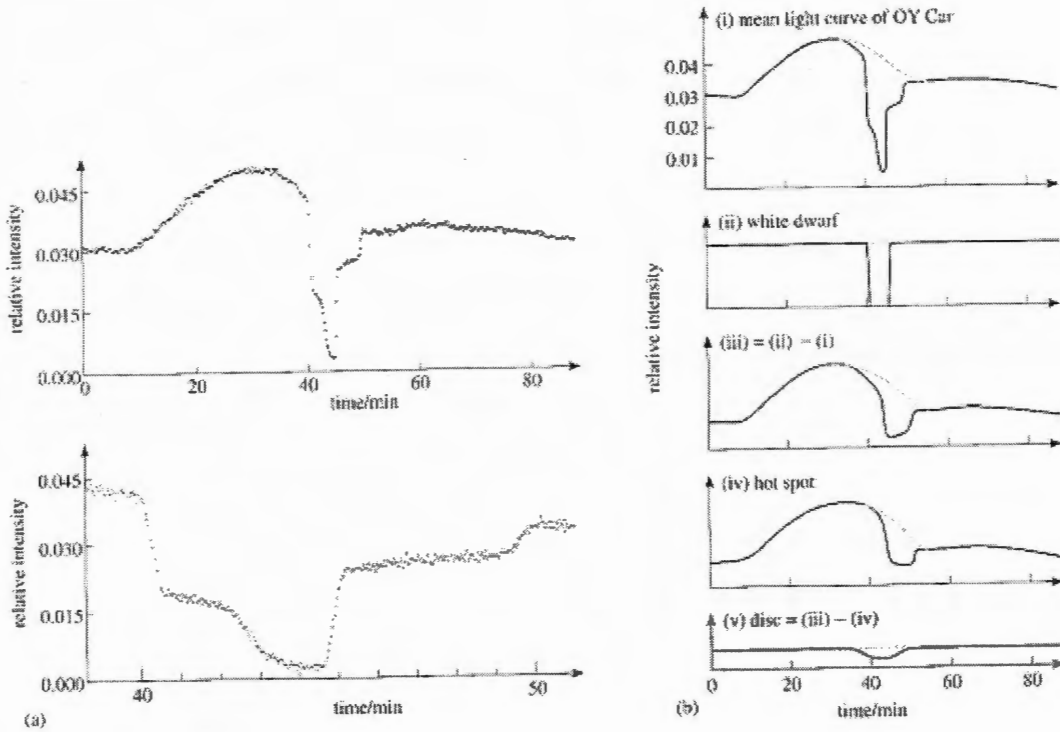 relative intensity
0.045
0.030
0.015
0.000
0 20 40 60 80
time/min
relative intensity
0.045
0.030
0.015
0.000
40 50
time/min
(a)
(i) mean light curve of OY Car
0.04
0.03
0.02
0.01
(ii) white dwarf
relative intensity
(iii) = (ii) – (i)
(iv) hot spot
(v) disc = (iii) – (iv)
0 20 40 60 80
time/min
(b)